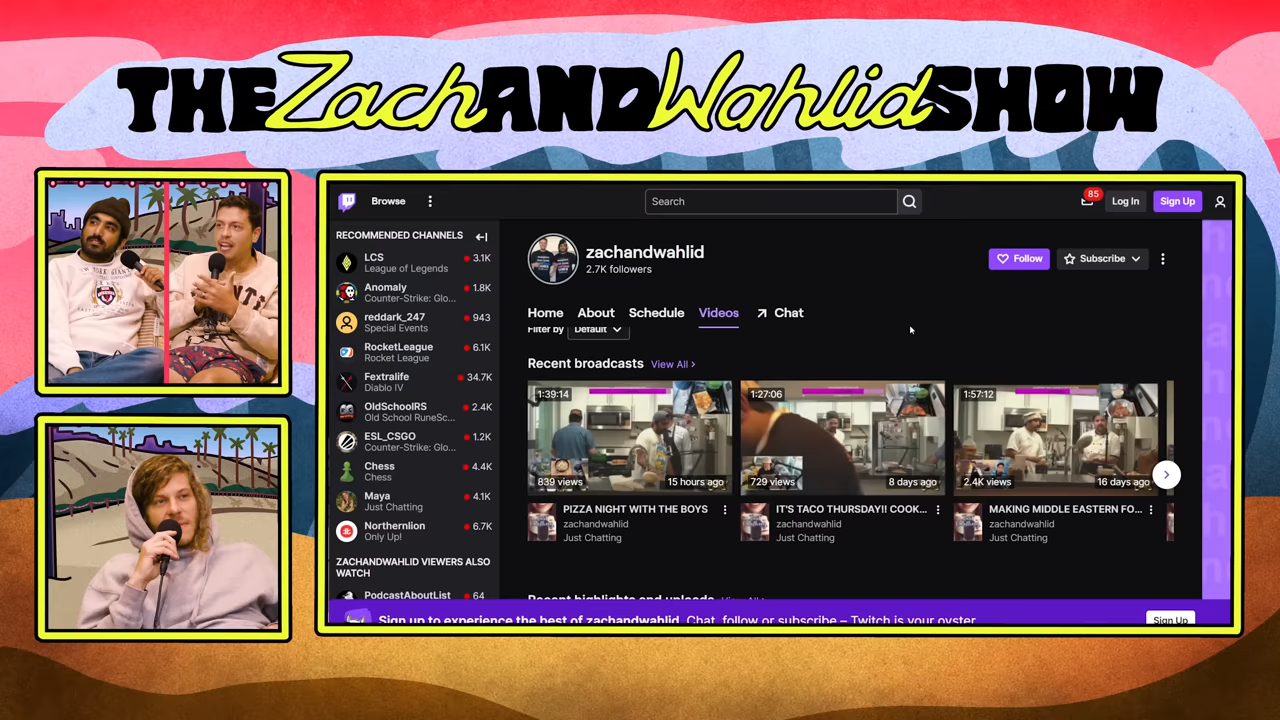 THE Zach AND Wahlid SHOW
Browse
Search
85
Log In
Sign Up
RECOMMENDED CHANNELS
LCS
3.1K
League of Legends
Anomaly
1.8K
Counter-Strike: Glo...
reddark_247
943
Special Events
RocketLeague
6.1K
Rocket League
Fextralife
34.7K
Diablo IV
OldSchoolRS
2.4K
Old School RuneSc...
ESL_CSGO
1.2K
Counter-Strike: Glo...
Chess
4.4K
Chess
Maya
4.1K
Just Chatting
Northernlion
6.7K
Only Up!
ZACHANDWAHLID VIEWERS ALSO
WATCH
PodcastAboutList
64
zachandwahlid
2.7K followers
Follow
Subscribe
Home
About
Schedule
Videos
Chat
Filter by
Default
Recent broadcasts
View All
1:39:14
839 views
15 hours ago
PIZZA NIGHT WITH THE BOYS
zachandwahlid
Just Chatting
1:27:06
729 views
8 days ago
IT'S TACO THURSDAY!! COOK...
zachandwahlid
Just Chatting
1:57:12
2.4K views
16 days ago
MAKING MIDDLE EASTERN FO...
zachandwahlid
Just Chatting
Recent highlights and uploads
View All
Sign up to experience the best of zachandwahlid. Chat, follow or subscribe – Twitch is your oyster
Sign Up